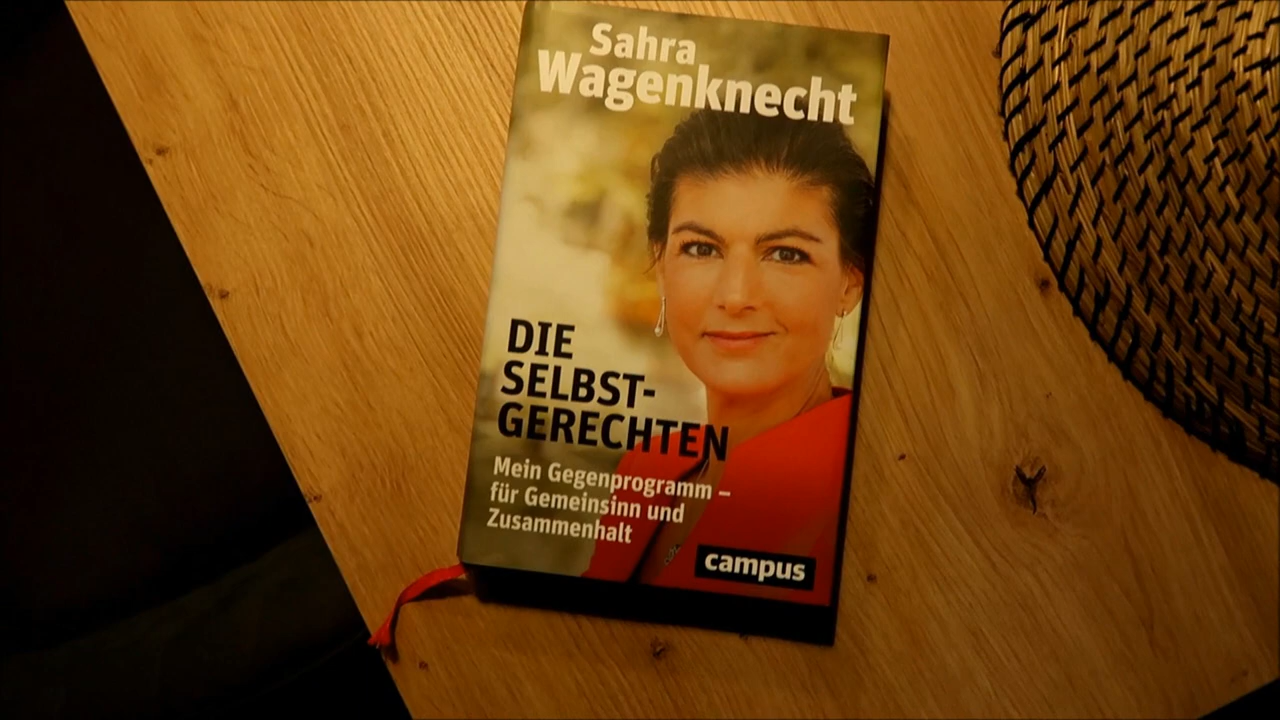 Sahra
Wagenknecht
DIE
SELBST-
GERECHTEN
Mein Gegenprogramm –
für Gemeinsinn und
Zusammenhalt
campus